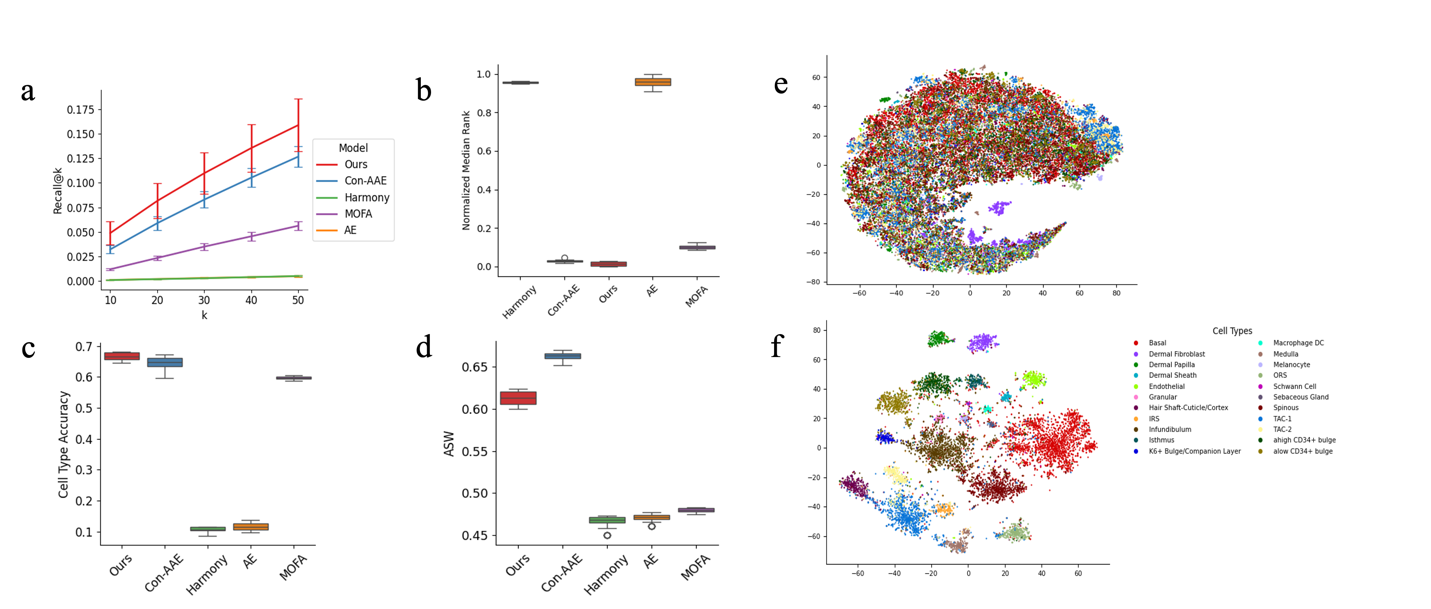 a
0.175
0.150
0.125
0.100
0.075
0.050
0.025
0.000
Recall@k
10 20 30 40 50
k
Model
Ours
Con-AAE
Harmony
MOFA
AE
b
1.0
0.8
0.6
0.4
0.2
0.0
Normalized Median Rank
Harmony Con-AAE Ours AE MOFA
c
0.7
0.6
0.5
0.4
0.3
0.2
0.1
Cell Type Accuracy
Ours Con-AAE Harmony AE MOFA
d
0.65
0.60
0.55
0.50
0.45
ASW
Ours Con-AAE Harmony AE MOFA
e
60
40
20
0
−20
−40
−60
−80
−60 −40 −20 0 20 40 60 80
f
80
60
40
20
0
−20
−40
−60
−60 −40 −20 0 20 40 60
Cell Types
Basal
Dermal Fibroblast
Dermal Papilla
Dermal Sheath
Endothelial
Granular
Hair Shaft-Cuticle/Cortex
IRS
Infundibulum
Isthmus
K6+ Bulge/Companion Layer
Macrophage DC
Medulla
Melanocyte
ORS
Schwann Cell
Sebaceous Gland
Spinous
TAC-1
TAC-2
ahigh CD34+ bulge
alow CD34+ bulge